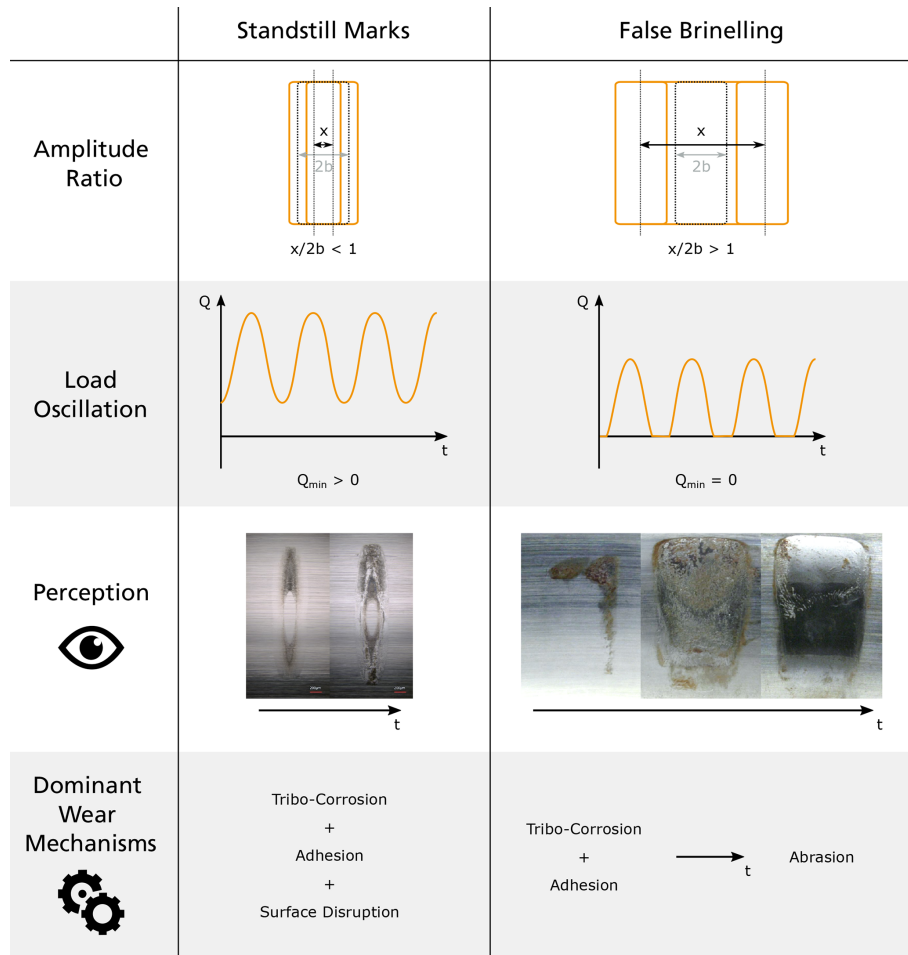 Standstill Marks
False Brinelling
Amplitude
Ratio
x
2b
x/2b < 1
x
2b
x/2b > 1
Load
Oscillation
Q
t
Qmin > 0
Q
t
Qmin = 0
Perception
t
t
Dominant
Wear
Mechanisms
Tribo-Corrosion
+
Adhesion
+
Surface Disruption
Tribo-Corrosion
+
Adhesion
t
Abrasion